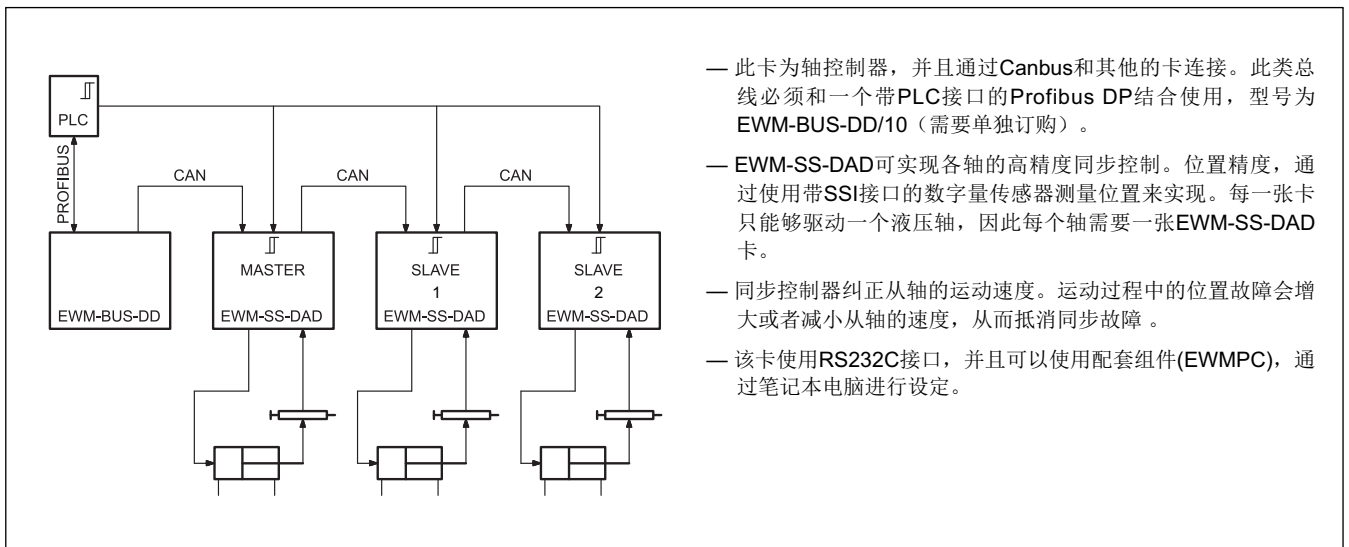 PLC
PROFIBUS
CAN
CAN
CAN
MASTER
SLAVE
1
SLAVE
2
EWM-BUS-DD
EWM-SS-DAD
EWM-SS-DAD
EWM-SS-DAD
— 此卡为轴控制器，并且通过Canbus和其他的卡连接。此类总
线必须和一个带PLC接口的Profibus DP结合使用，型号为
EWM-BUS-DD/10（需要单独订购）。
— EWM-SS-DAD可实现各轴的高精度同步控制。位置精度，通
过使用带SSI接口的数字量传感器测量位置来实现。每一张卡
只能够驱动一个液压轴，因此每个轴需要一张EWM-SS-DAD
卡。
— 同步控制器纠正从轴的运动速度。运动过程中的位置故障会增
大或者减小从轴的速度，从而抵消同步故障 。
— 该卡使用RS232C接口，并且可以使用配套组件(EWMPC)，通
过笔记本电脑进行设定。